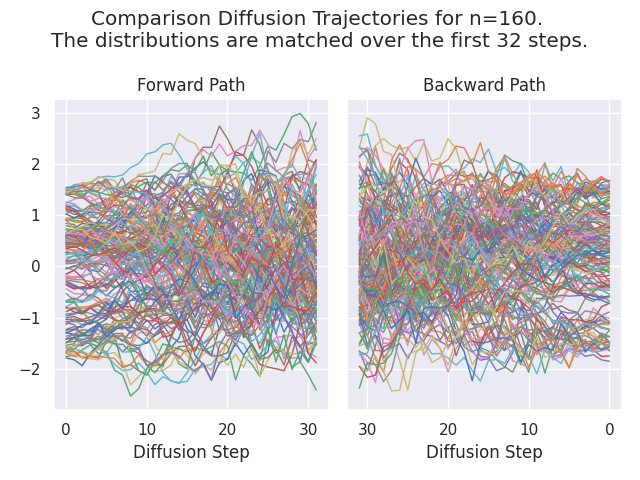 Comparison Diffusion Trajectories for n=160.
The distributions are matched over the first 32 steps.
Forward Path
Backward Path
3
2
1
0
−1
−2
0 10 20 30
30 20 10 0
Diffusion Step
Diffusion Step